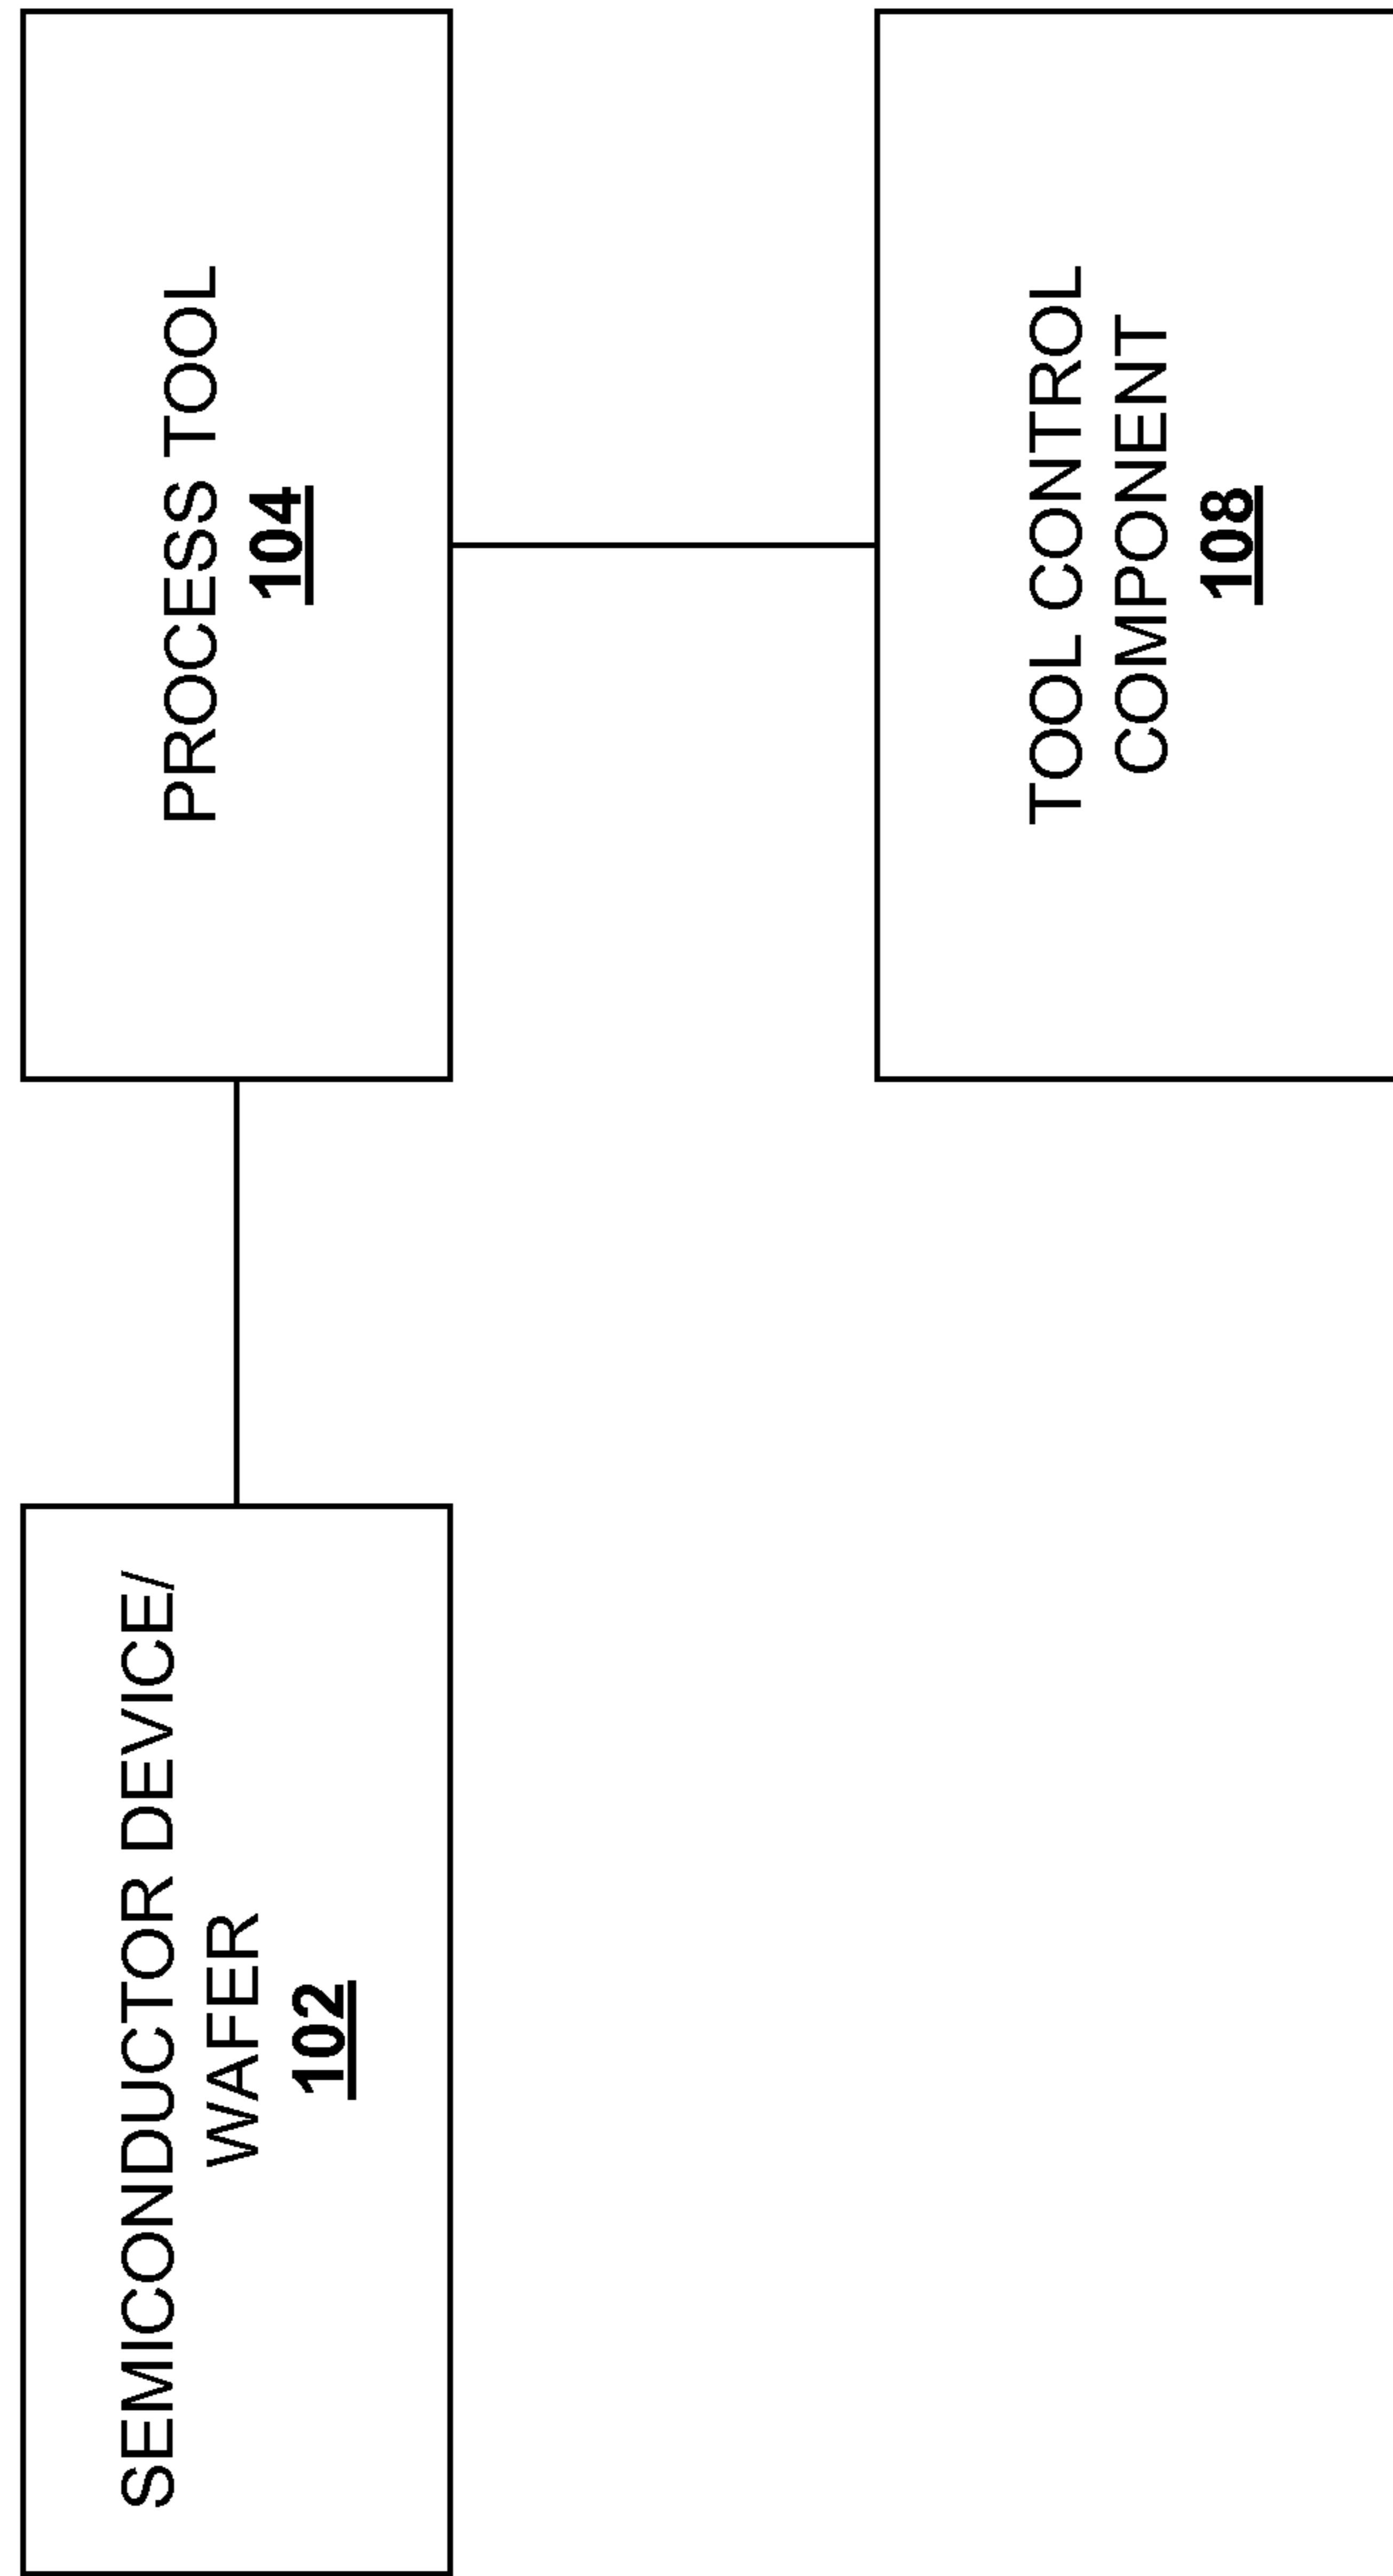 SEMICONDUCTOR DEVICE/
WAFER
102
PROCESS TOOL
104
TOOL CONTROL
COMPONENT
108